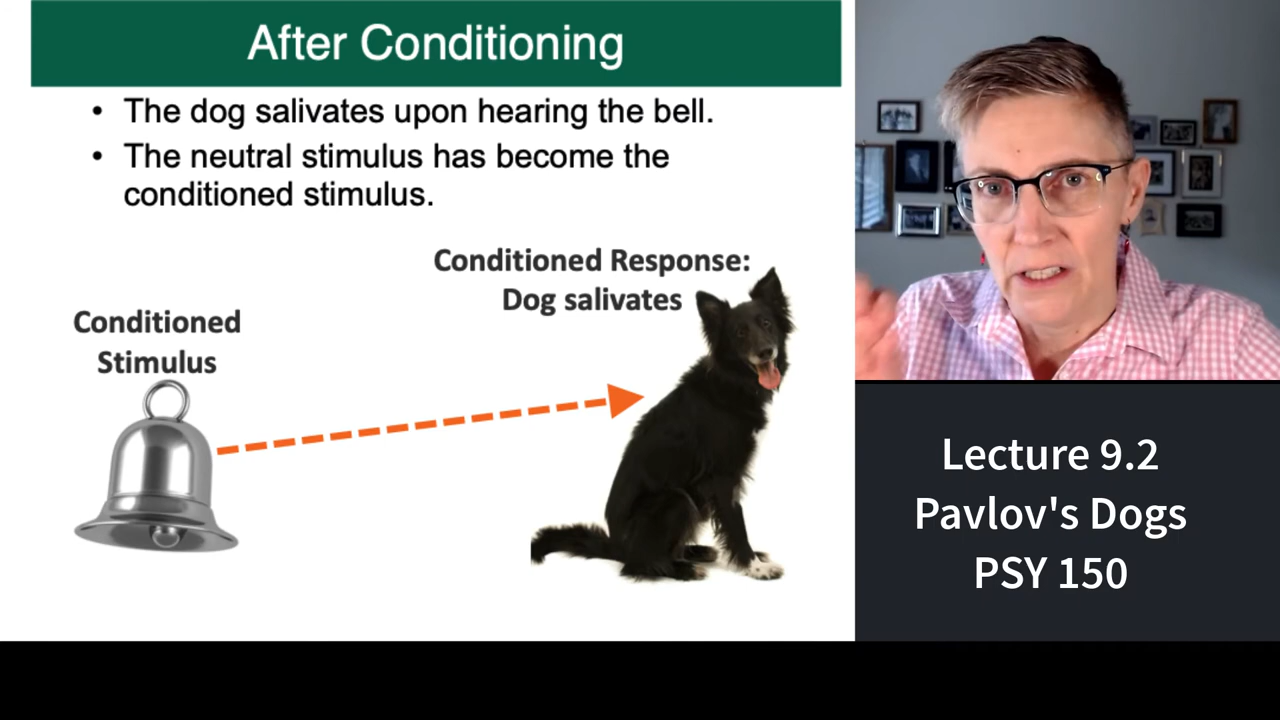 After Conditioning
• The dog salivates upon hearing the bell.
• The neutral stimulus has become the
conditioned stimulus.
Conditioned Response:
Dog salivates
Conditioned
Stimulus
Lecture 9.2
Pavlov's Dogs
PSY 150